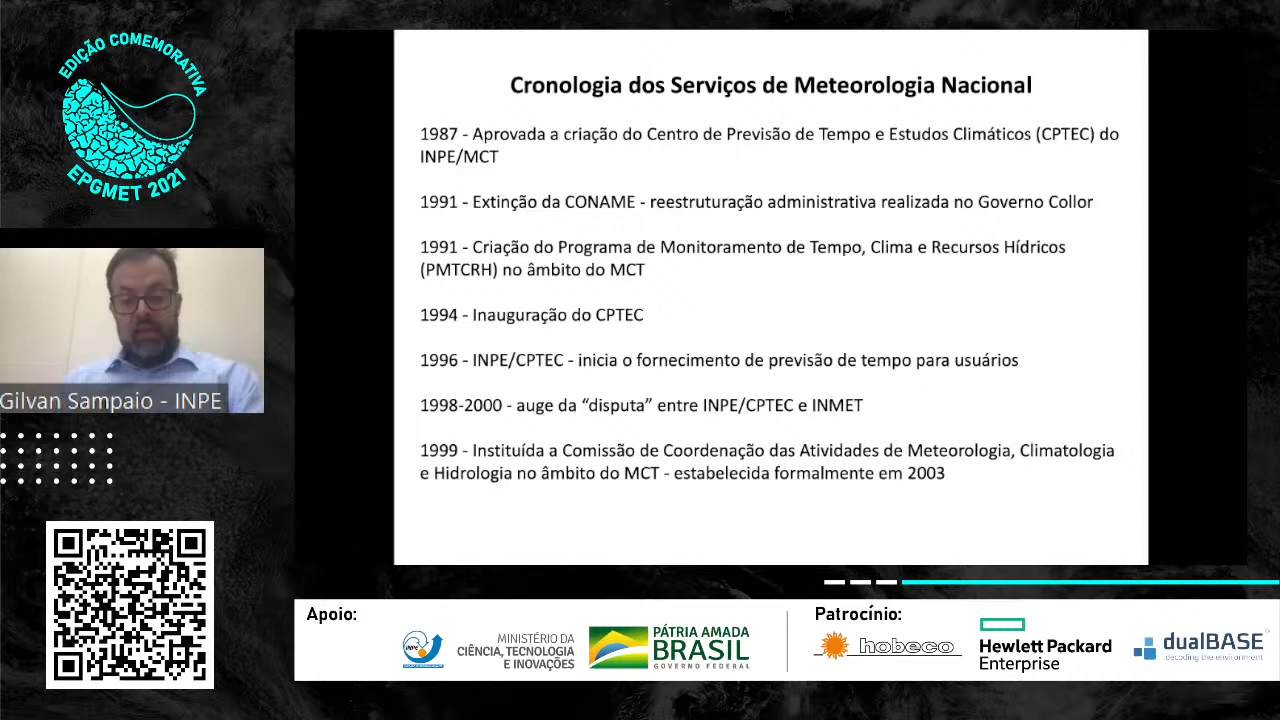 EDIÇÃO COMEMORATIVA
EPGMET 2021
Cronologia dos Serviços de Meteorologia Nacional
1987 - Aprovada a criação do Centro de Previsão de Tempo e Estudos Climáticos (CPTEC) do
INPE/MCT
1991 - Extinção da CONAME - reestruturação administrativa realizada no Governo Collor
1991 - Criação do Programa de Monitoramento de Tempo, Clima e Recursos Hídricos
(PMTCRH) no âmbito do MCT
1994 - Inauguração do CPTEC
1996 - INPE/CPTEC - inicia o fornecimento de previsão de tempo para usuários
1998-2000 - auge da “disputa” entre INPE/CPTEC e INMET
1999 - Instituída a Comissão de Coordenação das Atividades de Meteorologia, Climatologia
e Hidrologia no âmbito do MCT - estabelecida formalmente em 2003
Gilvan Sampaio - INPE
Apoio:
INPE
MINISTÉRIO DA
CIÊNCIA, TECNOLOGIA
E INOVAÇÕES
PÁTRIA AMADA
BRASIL
GOVERNO FEDERAL
Patrocínio:
hobeco
Hewlett Packard
Enterprise
dualBASE
decoding the environment